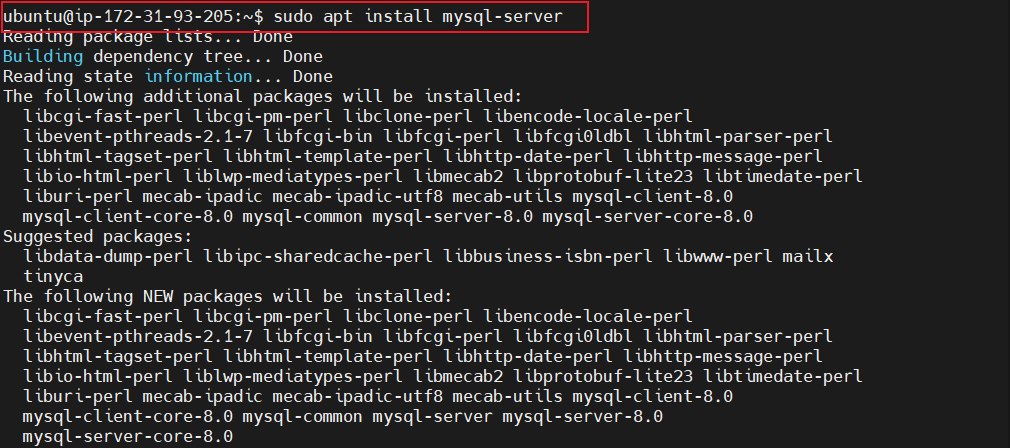 ubuntu@ip-172-31-93-205:~$ sudo apt install mysql-server
Reading package lists... Done
Building dependency tree... Done
Reading state information... Done
The following additional packages will be installed:
  libcgi-fast-perl libcgi-pm-perl libclone-perl libencode-locale-perl
  libevent-pthreads-2.1-7 libfcgi-bin libfcgi-perl libfcgi0ldbl libhtml-parser-perl
  libhtml-tagset-perl libhtml-template-perl libhttp-date-perl libhttp-message-perl
  libio-html-perl liblwp-mediatypes-perl libmecab2 libprotobuf-lite23 libtimedate-perl
  liburi-perl mecab-ipadic mecab-ipadic-utf8 mecab-utils mysql-client-8.0
  mysql-client-core-8.0 mysql-common mysql-server-8.0 mysql-server-core-8.0
Suggested packages:
  libdata-dump-perl libipc-sharedcache-perl libbusiness-isbn-perl libwww-perl mailx
  tinyca
The following NEW packages will be installed:
  libcgi-fast-perl libcgi-pm-perl libclone-perl libencode-locale-perl
  libevent-pthreads-2.1-7 libfcgi-bin libfcgi-perl libfcgi0ldbl libhtml-parser-perl
  libhtml-tagset-perl libhtml-template-perl libhttp-date-perl libhttp-message-perl
  libio-html-perl liblwp-mediatypes-perl libmecab2 libprotobuf-lite23 libtimedate-perl
  liburi-perl mecab-ipadic mecab-ipadic-utf8 mecab-utils mysql-client-8.0
  mysql-client-core-8.0 mysql-common mysql-server mysql-server-8.0
  mysql-server-core-8.0